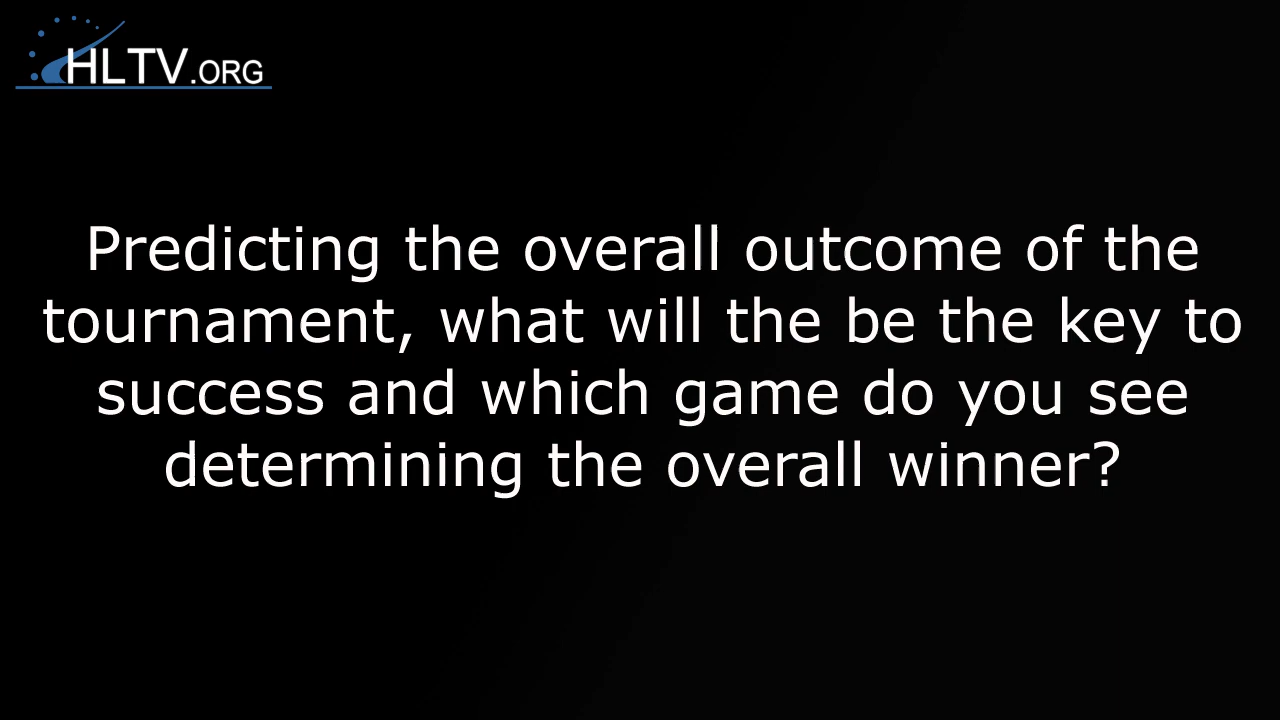 HLTV.ORG
Predicting the overall outcome of the
tournament, what will the be the key to
success and which game do you see
determining the overall winner?